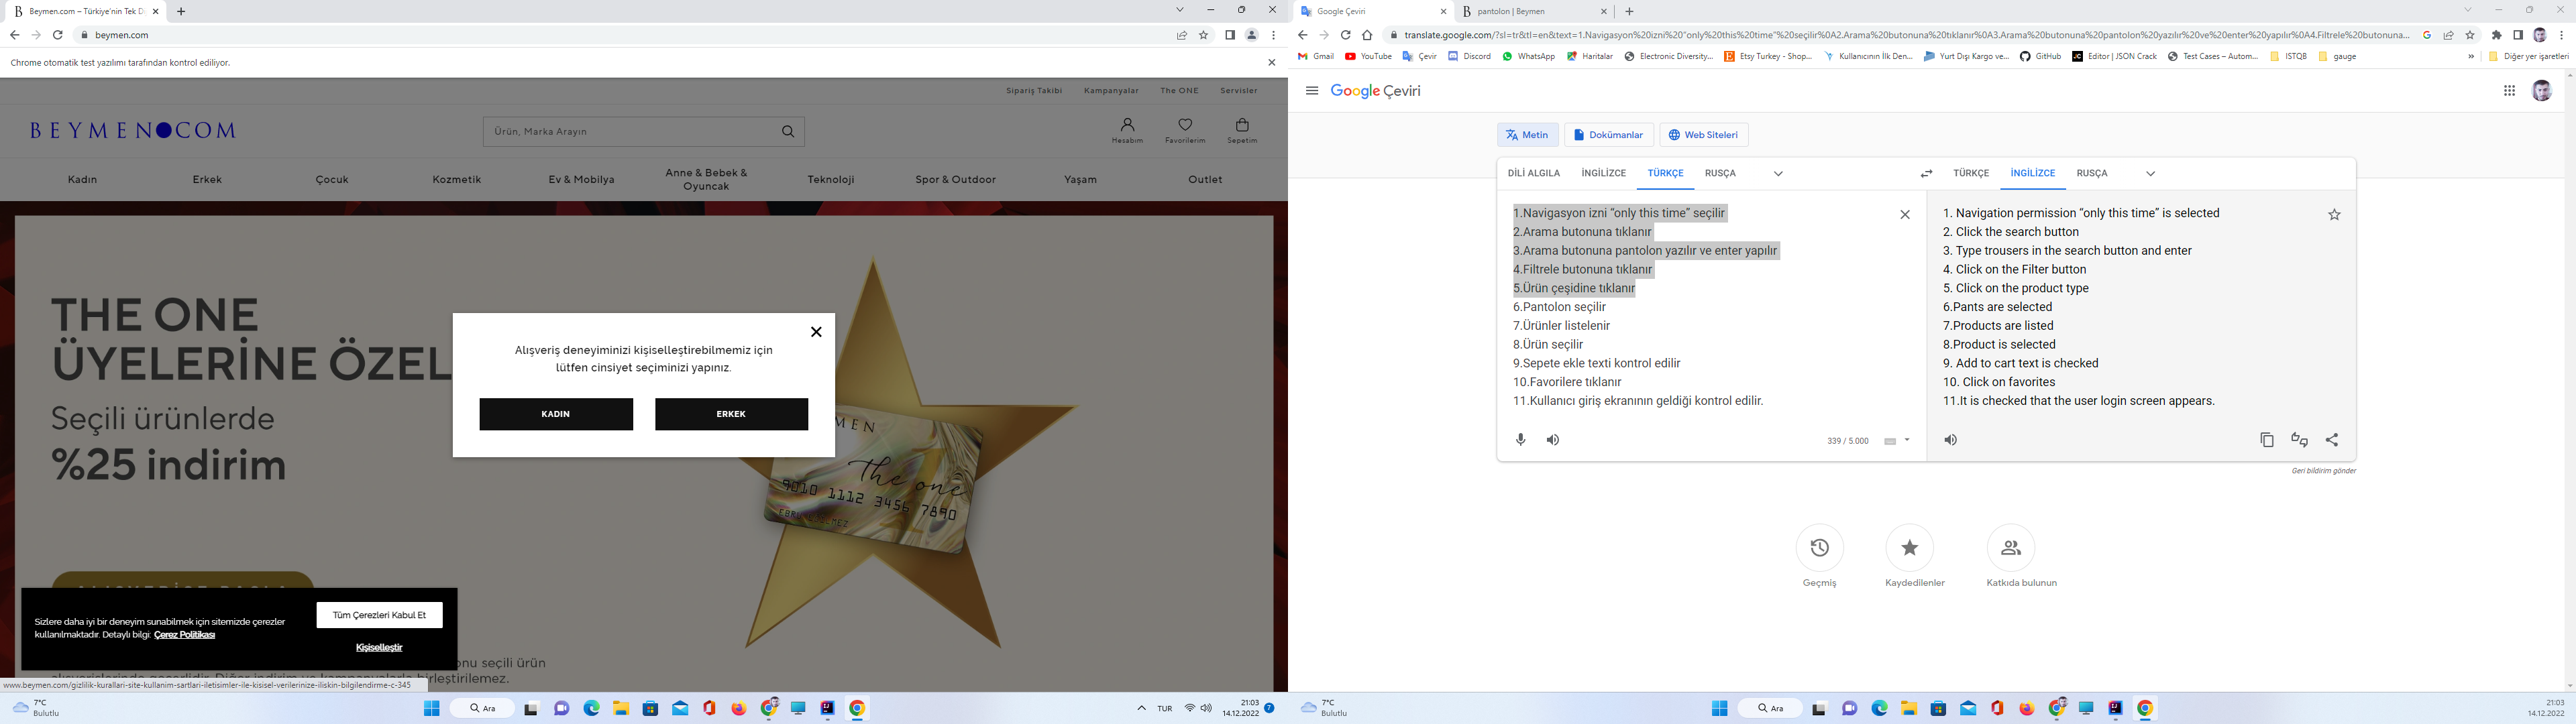 Beymen.com – Türkiye'nin Tek Di
beymen.com
Chrome otomatik test yazılımı tarafından kontrol ediliyor.
Sipariş Takibi
Kampanyalar
The ONE
Servisler
BEYMEN.COM
Ürün, Marka Arayın
Hesabım
Favorilerim
Sepetim
Kadın
Erkek
Çocuk
Kozmetik
Ev & Mobilya
Anne & Bebek &
Oyuncak
Teknoloji
Spor & Outdoor
Yaşam
Outlet
THE ONE
ÜYELERİNE ÖZEL
Seçili ürünlerde
%25 indirim
Alışveriş deneyiminizi kişiselleştirebilmemiz için
lütfen cinsiyet seçiminizi yapınız.
KADIN
ERKEK
MEN
The one
9010 1112 3456 7890
Sizlere daha iyi bir deneyim sunabilmek için sitemizde çerezler
kullanılmaktadır. Detaylı bilgi: Çerez Politikası
Tüm Çerezleri Kabul Et
Kişiselleştir
onu seçili ürün
birleştirilemez.
www.beymen.com/gizlilik-kurallari-site-kullanim-sartlari-iletisimler-ile-kisisel-verilerinize-iliskin-bilgilendirme-c-345
7°C
Bulutlu
Ara
TUR
21:03
14.12.2022
7
Google Çeviri
pantolon | Beymen
translate.google.com/?sl=tr&tl=en&text=1.Navigasyon%20izni%20"only%20this%20time"%20seçilir%0A2.Arama%20butonuna%20tıklanır%0A3.Arama%20butonuna%20pantolon%20yazılır%20ve%20enter%20yapılır%0A4.Filtrele%20butonuna...
Gmail
YouTube
Çevir
Discord
WhatsApp
Haritalar
Electronic Diversity...
Etsy Turkey - Shop...
Kullanıcının İlk Den...
Yurt Dışı Kargo ve...
GitHub
Editor | JSON Crack
Test Cases – Autom...
ISTQB
gauge
»
Diğer yer işaretleri
Google Çeviri
Metin
Dokümanlar
Web Siteleri
DİLİ ALGILA
İNGİLİZCE
TÜRKÇE
RUSÇA
TÜRKÇE
İNGİLİZCE
RUSÇA
1.Navigasyon izni “only this time” seçilir
2.Arama butonuna tıklanır
3.Arama butonuna pantolon yazılır ve enter yapılır
4.Filtrele butonuna tıklanır
5.Ürün çeşidine tıklanır
6.Pantolon seçilir
7.Ürünler listelenir
8.Ürün seçilir
9.Sepete ekle texti kontrol edilir
10.Favorilere tıklanır
11.Kullanıcı giriş ekranının geldiği kontrol edilir.
339 / 5.000
1. Navigation permission “only this time” is selected
2. Click the search button
3. Type trousers in the search button and enter
4. Click on the Filter button
5. Click on the product type
6.Pants are selected
7.Products are listed
8.Product is selected
9. Add to cart text is checked
10. Click on favorites
11.It is checked that the user login screen appears.
Geri bildirim gönder
Geçmiş
Kaydedilenler
Katkıda bulunun
7°C
Bulutlu
Ara
21:03
14.12.2022